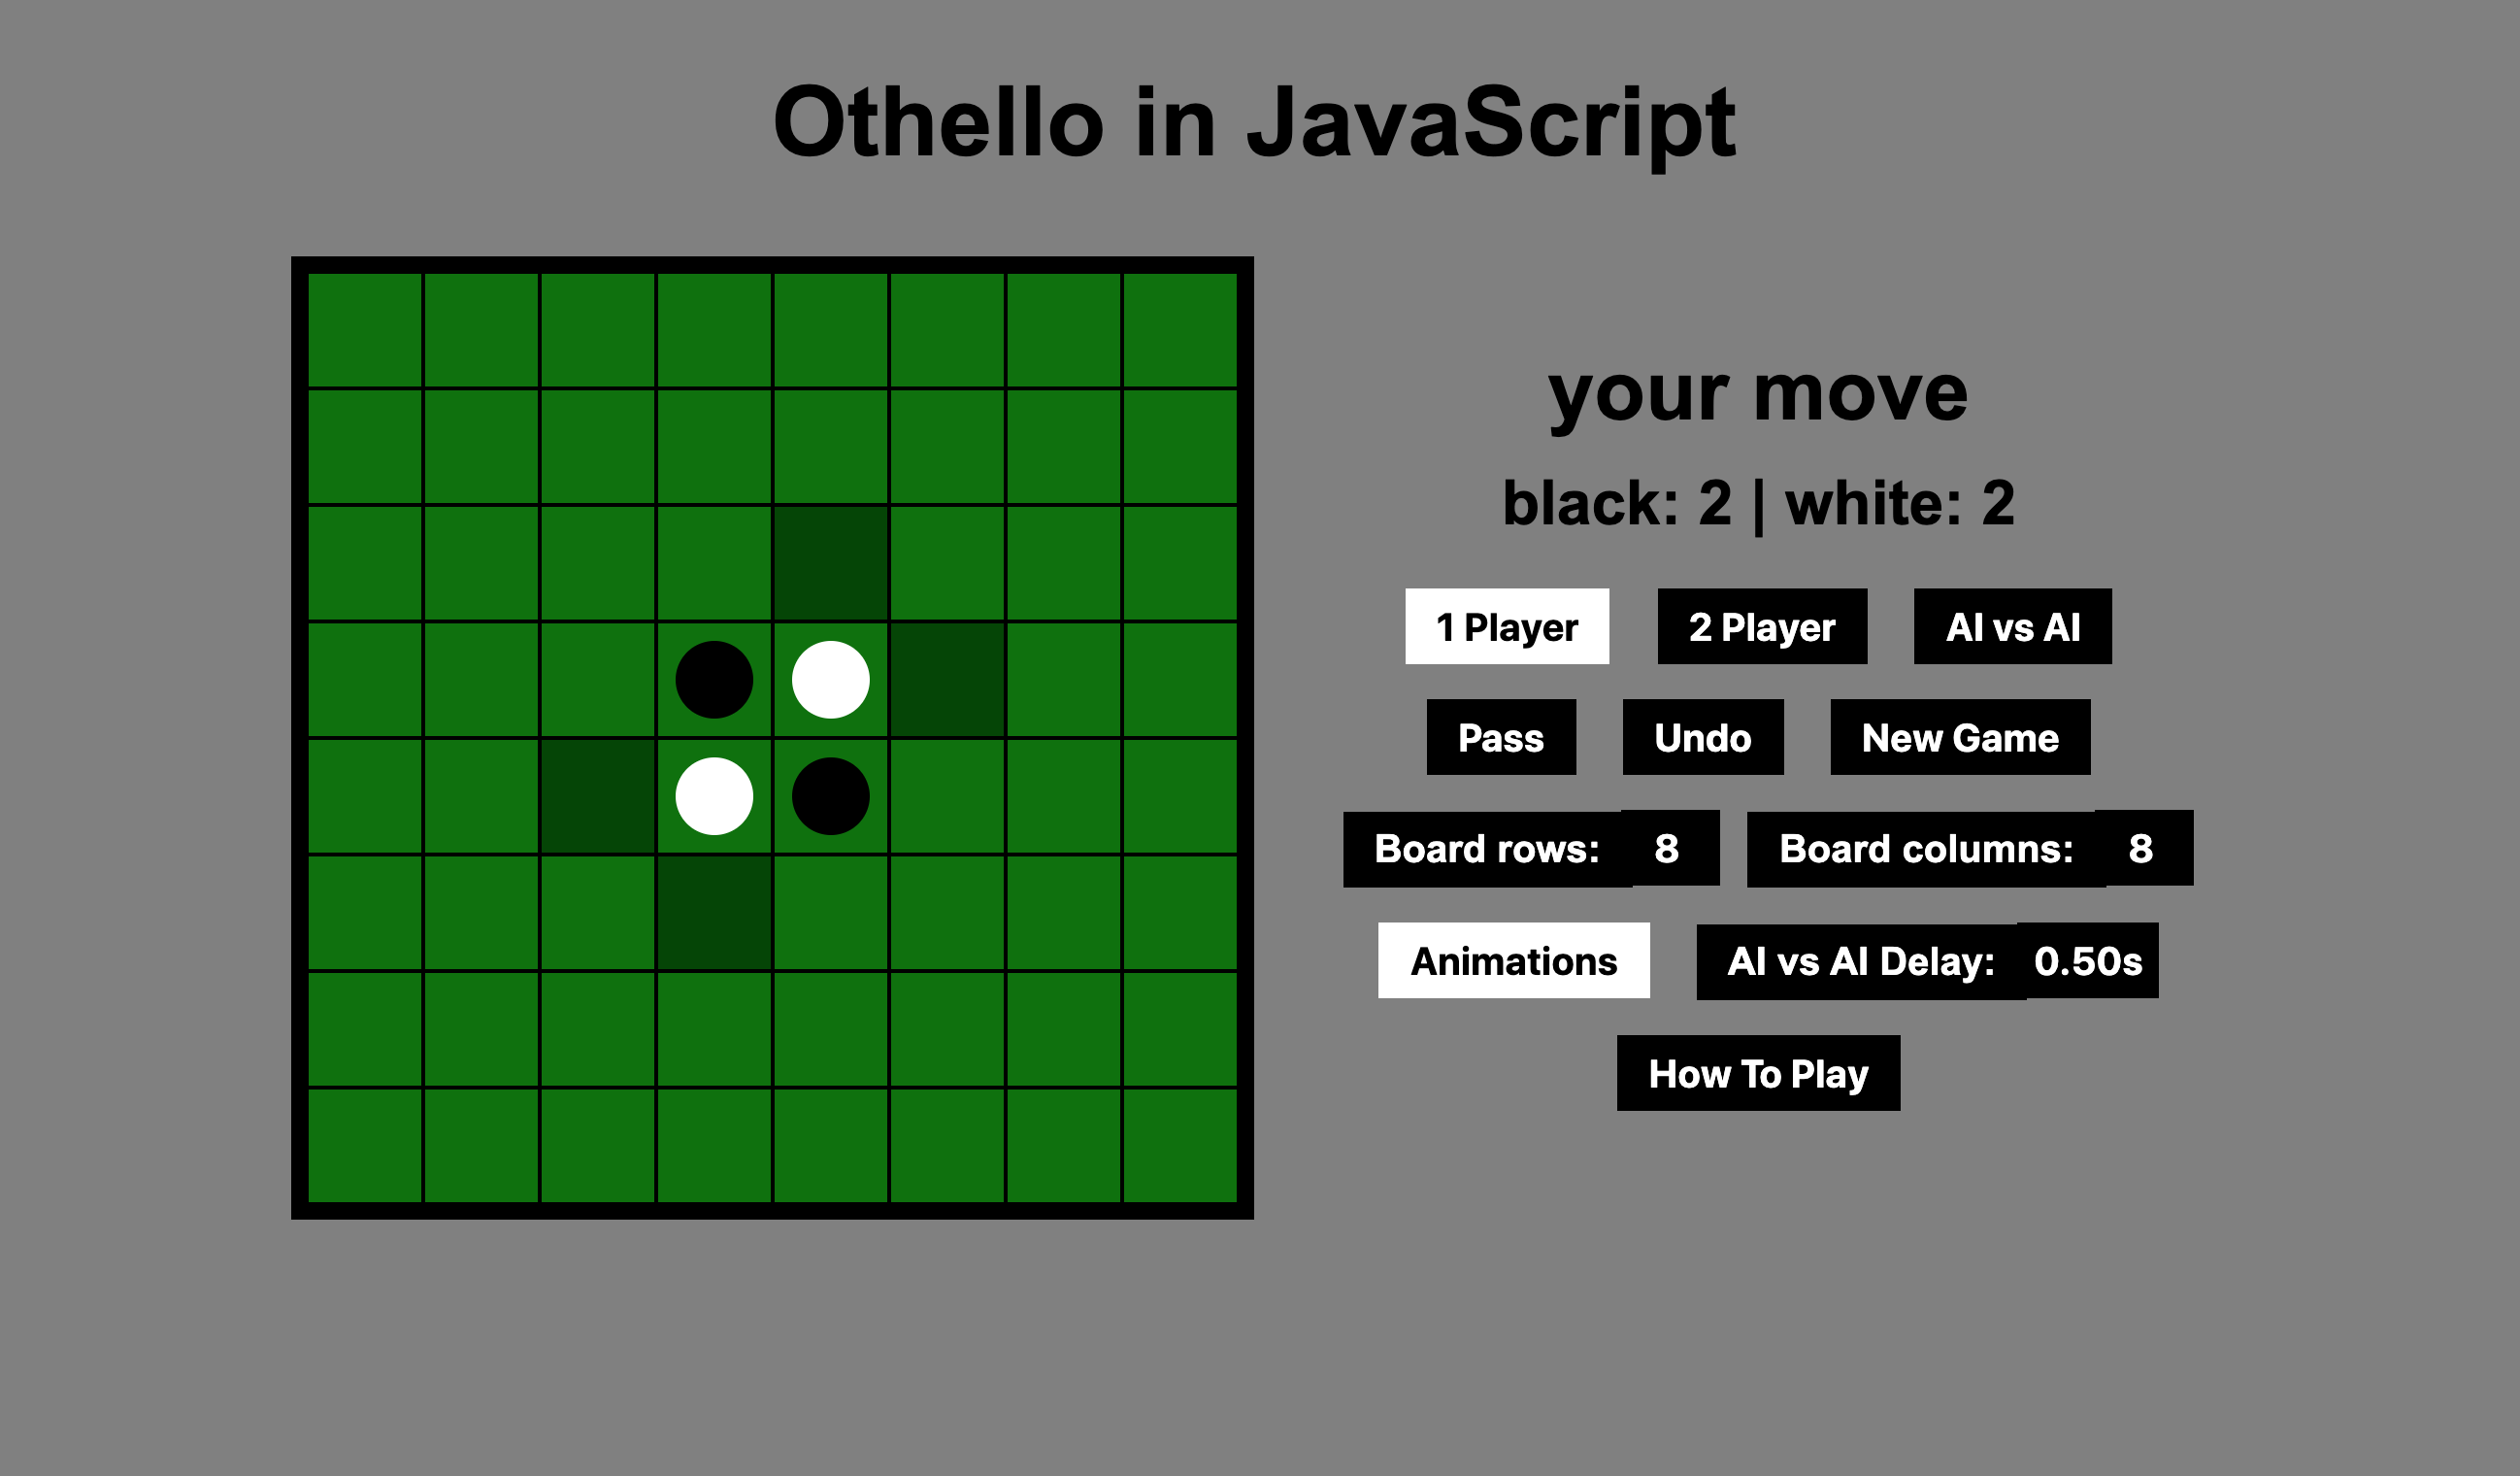 Othello in JavaScript
your move
black: 2 | white: 2
1 Player 2 Player AI vs AI
Pass Undo New Game
Board rows: 8 Board columns: 8
Animations AI vs AI Delay: 0.50s
How To Play